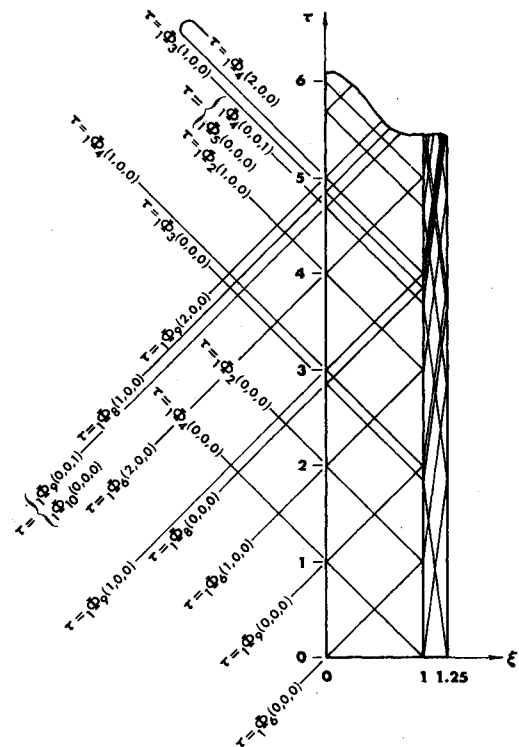 τ
τ = ₁Φ₄(2,0,0)
τ = ₁Φ₃(1,0,0)
τ = { ₁Φ₄(0,0,1)
₁Φ₅(0,0,0)
τ = ₁Φ₂(1,0,0)
τ = ₁Φ₄(1,0,0)
τ = ₁Φ₃(0,0,0)
τ = ₁Φ₂(0,0,0)
τ = ₁Φ₄(0,0,0)
τ = ₁Φ₉(2,0,0)
τ = ₁Φ₈(1,0,0)
τ = { ₁Φ₉(0,0,1)
₁Φ₁₀(0,0,0)
τ = ₁Φ₆(2,0,0)
τ = ₁Φ₈(0,0,0)
τ = ₁Φ₉(1,0,0)
τ = ₁Φ₆(1,0,0)
τ = ₁Φ₉(0,0,0)
τ = ₁Φ₆(0,0,0)
6
5
4
3
2
1
0
0 1 1.25
ξ